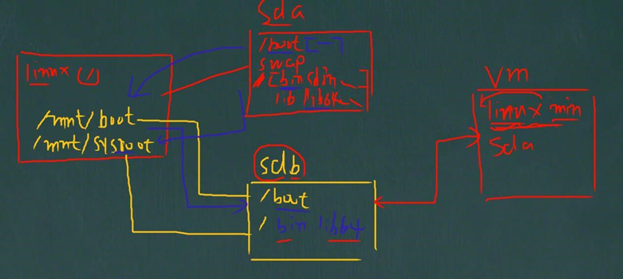 sda
linux (/)
/boot
swap
/ [bin sbin
lib lib64
/mnt/boot
/mnt/sysroot
sdb
/boot
/ bin lib64
vm
linux min
sda